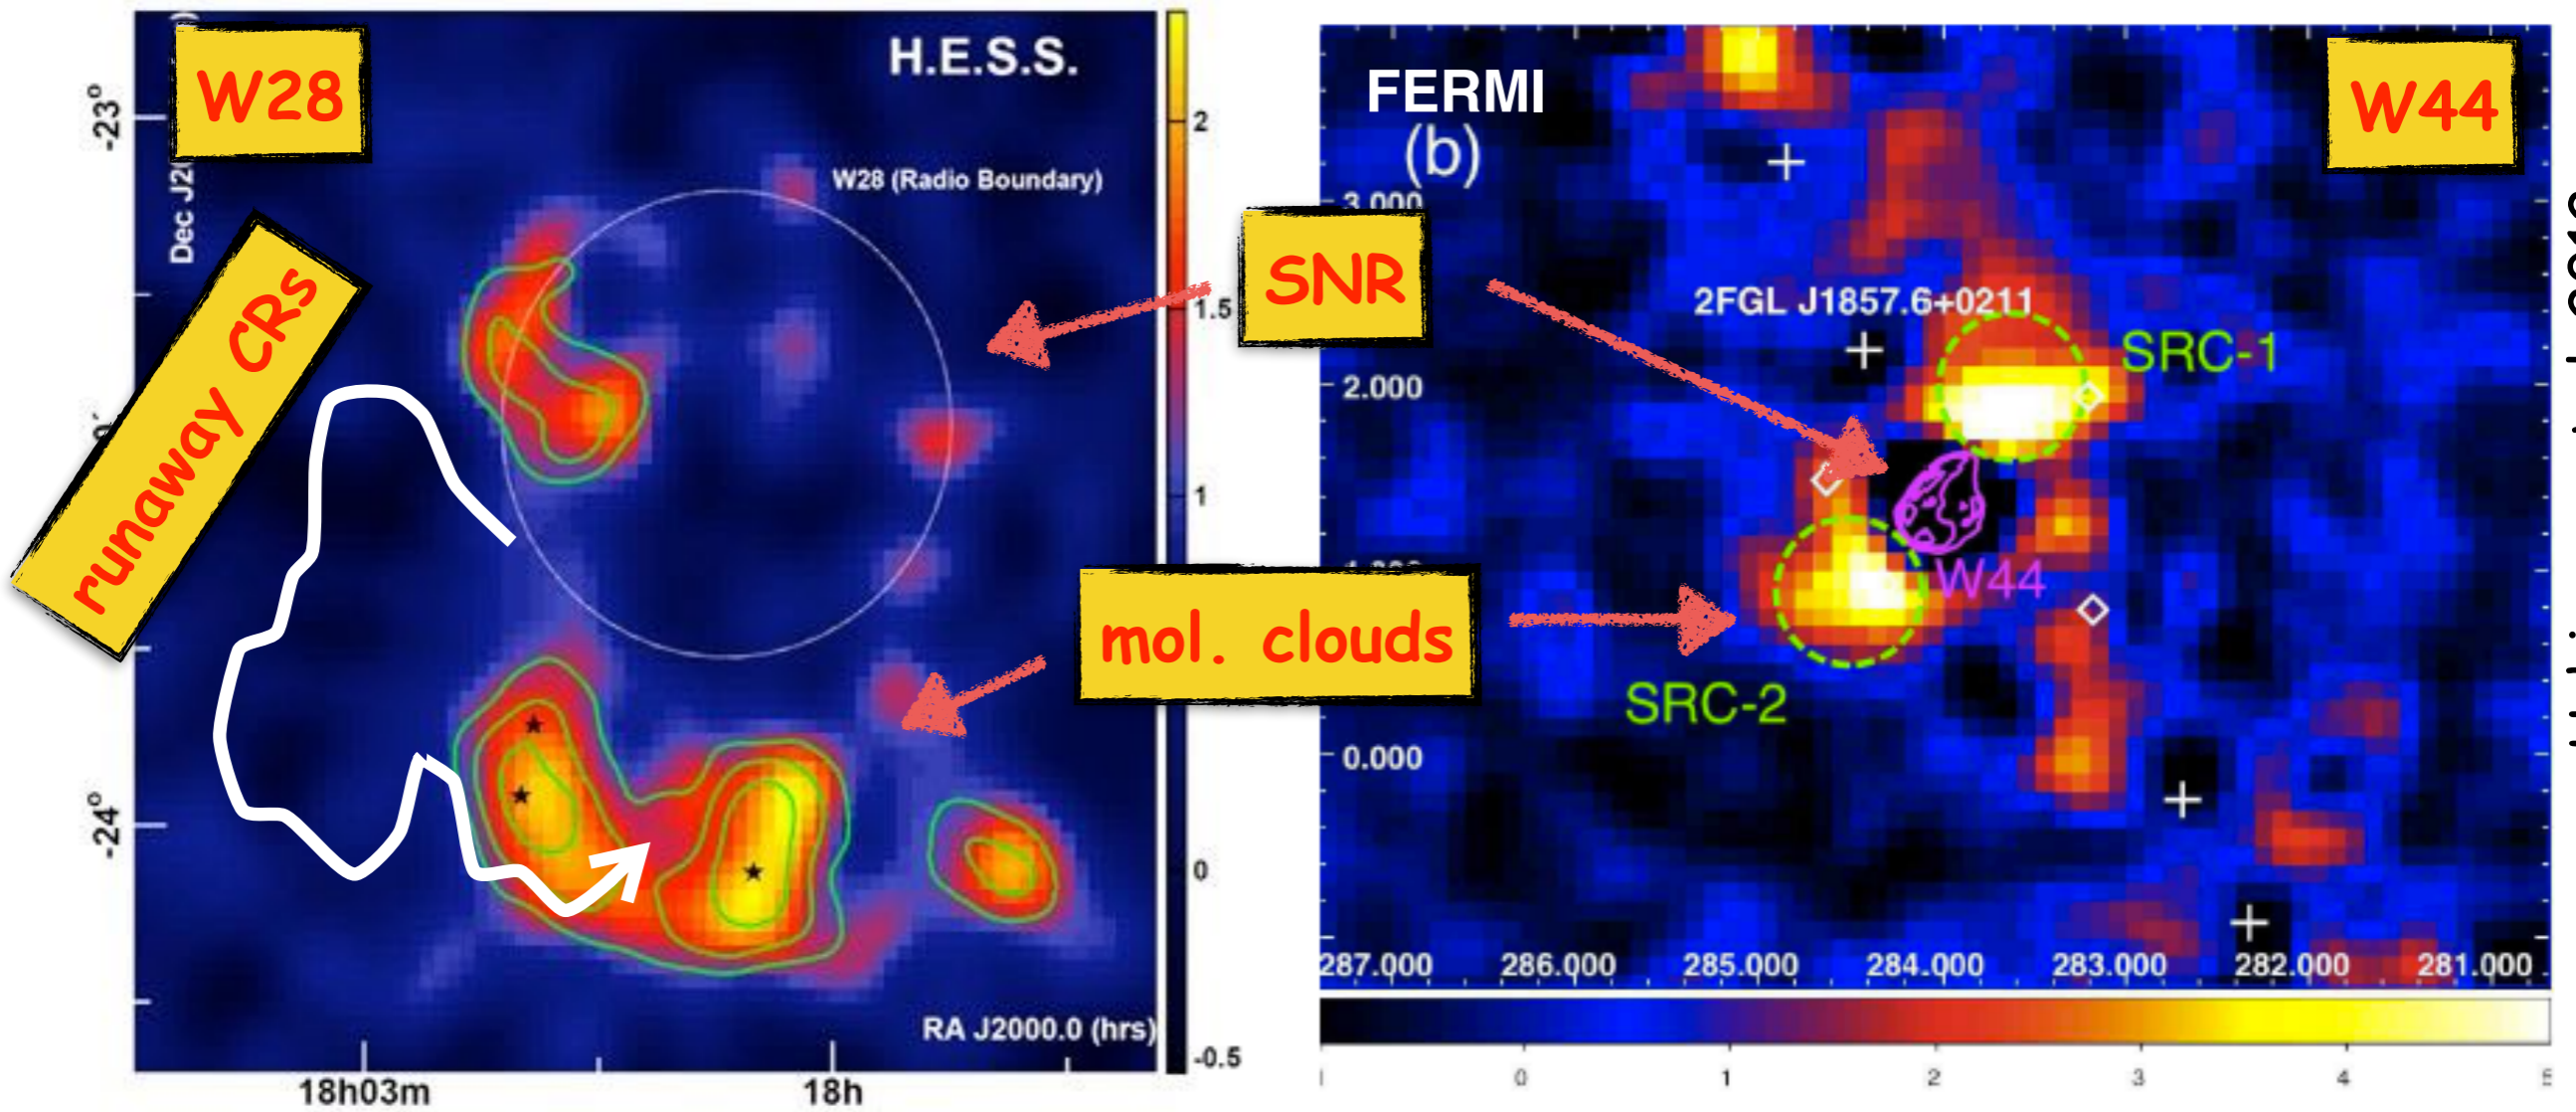 W28
H.E.S.S.
W28 (Radio Boundary)
-23°
Dec J20
runaway CRs
-24°
RA J2000.0 (hrs)
18h03m
18h
2
1.5
1
0
-0.5
SNR
mol. clouds
FERMI
(b)
W44
3.000
2FGL J1857.6+0211
SRC-1
2.000
W44
SRC-2
0.000
287.000
286.000
285.000
284.000
283.000
282.000
281.000
0
1
2
3
4